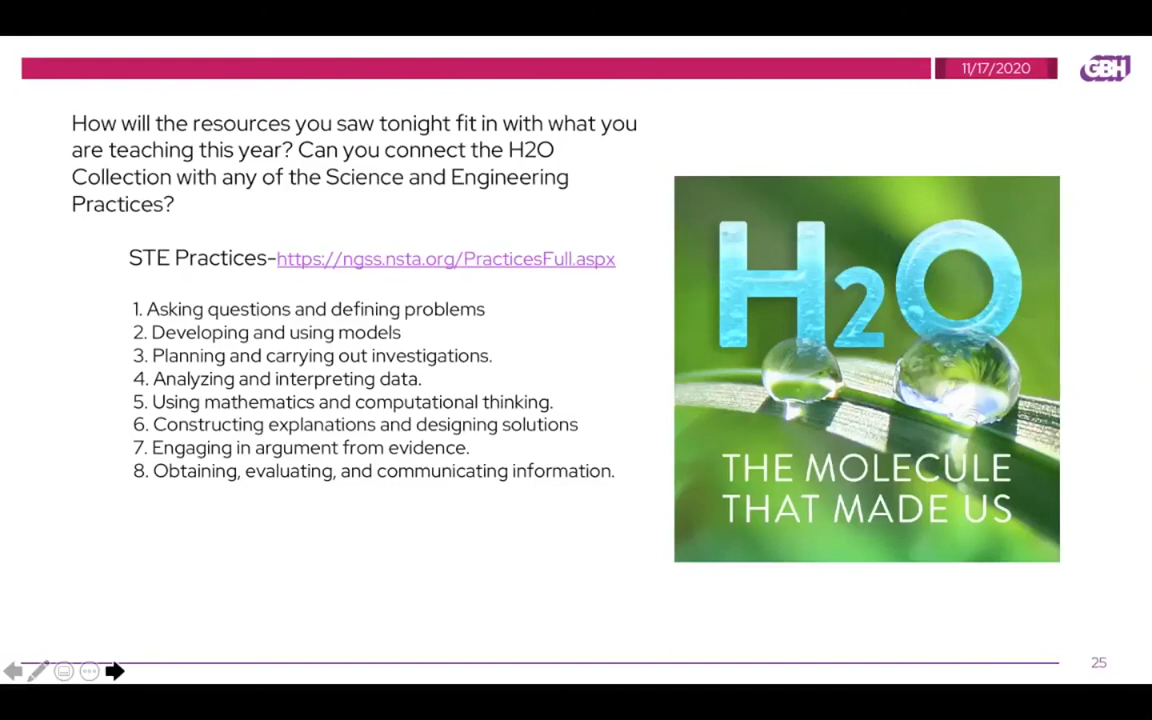 11/17/2020
GBH
How will the resources you saw tonight fit in with what you
are teaching this year? Can you connect the H2O
Collection with any of the Science and Engineering
Practices?
STE Practices-https://ngss.nsta.org/PracticesFull.aspx
1. Asking questions and defining problems
2. Developing and using models
3. Planning and carrying out investigations.
4. Analyzing and interpreting data.
5. Using mathematics and computational thinking.
6. Constructing explanations and designing solutions
7. Engaging in argument from evidence.
8. Obtaining, evaluating, and communicating information.
H2O
THE MOLECULE
THAT MADE US
25